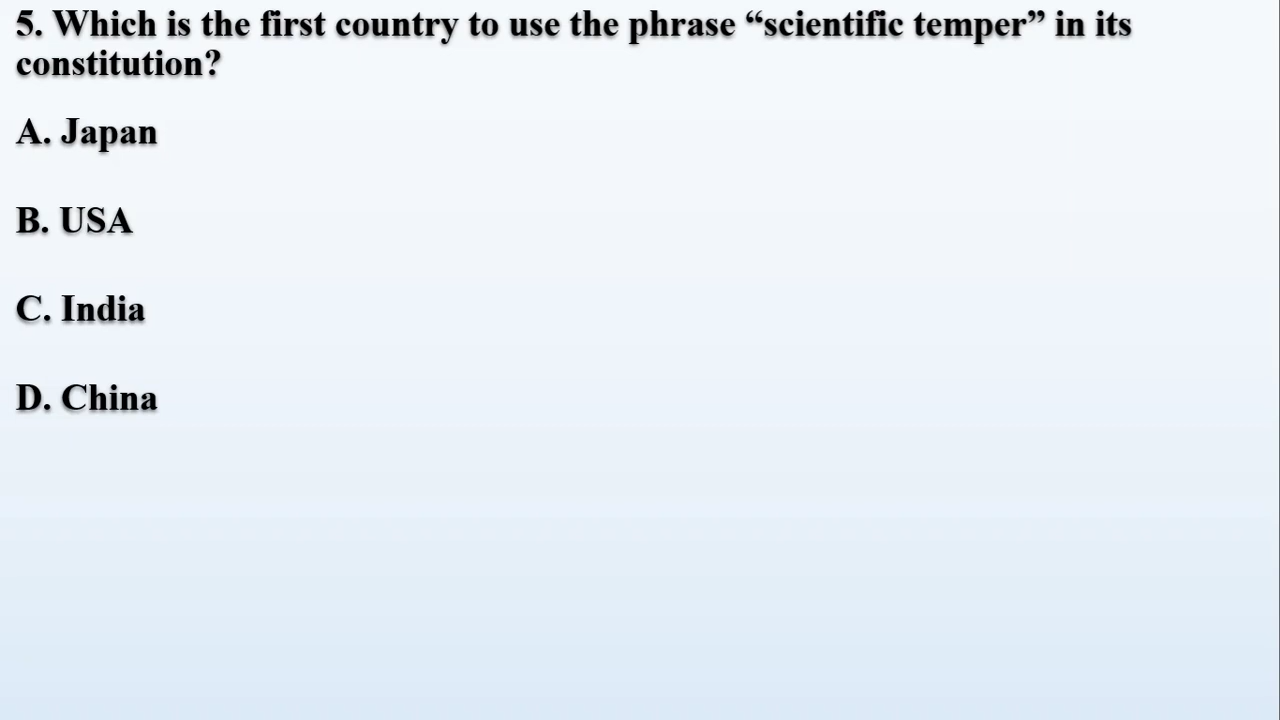 5. Which is the first country to use the phrase “scientific temper” in its
constitution?
A. Japan
B. USA
C. India
D. China